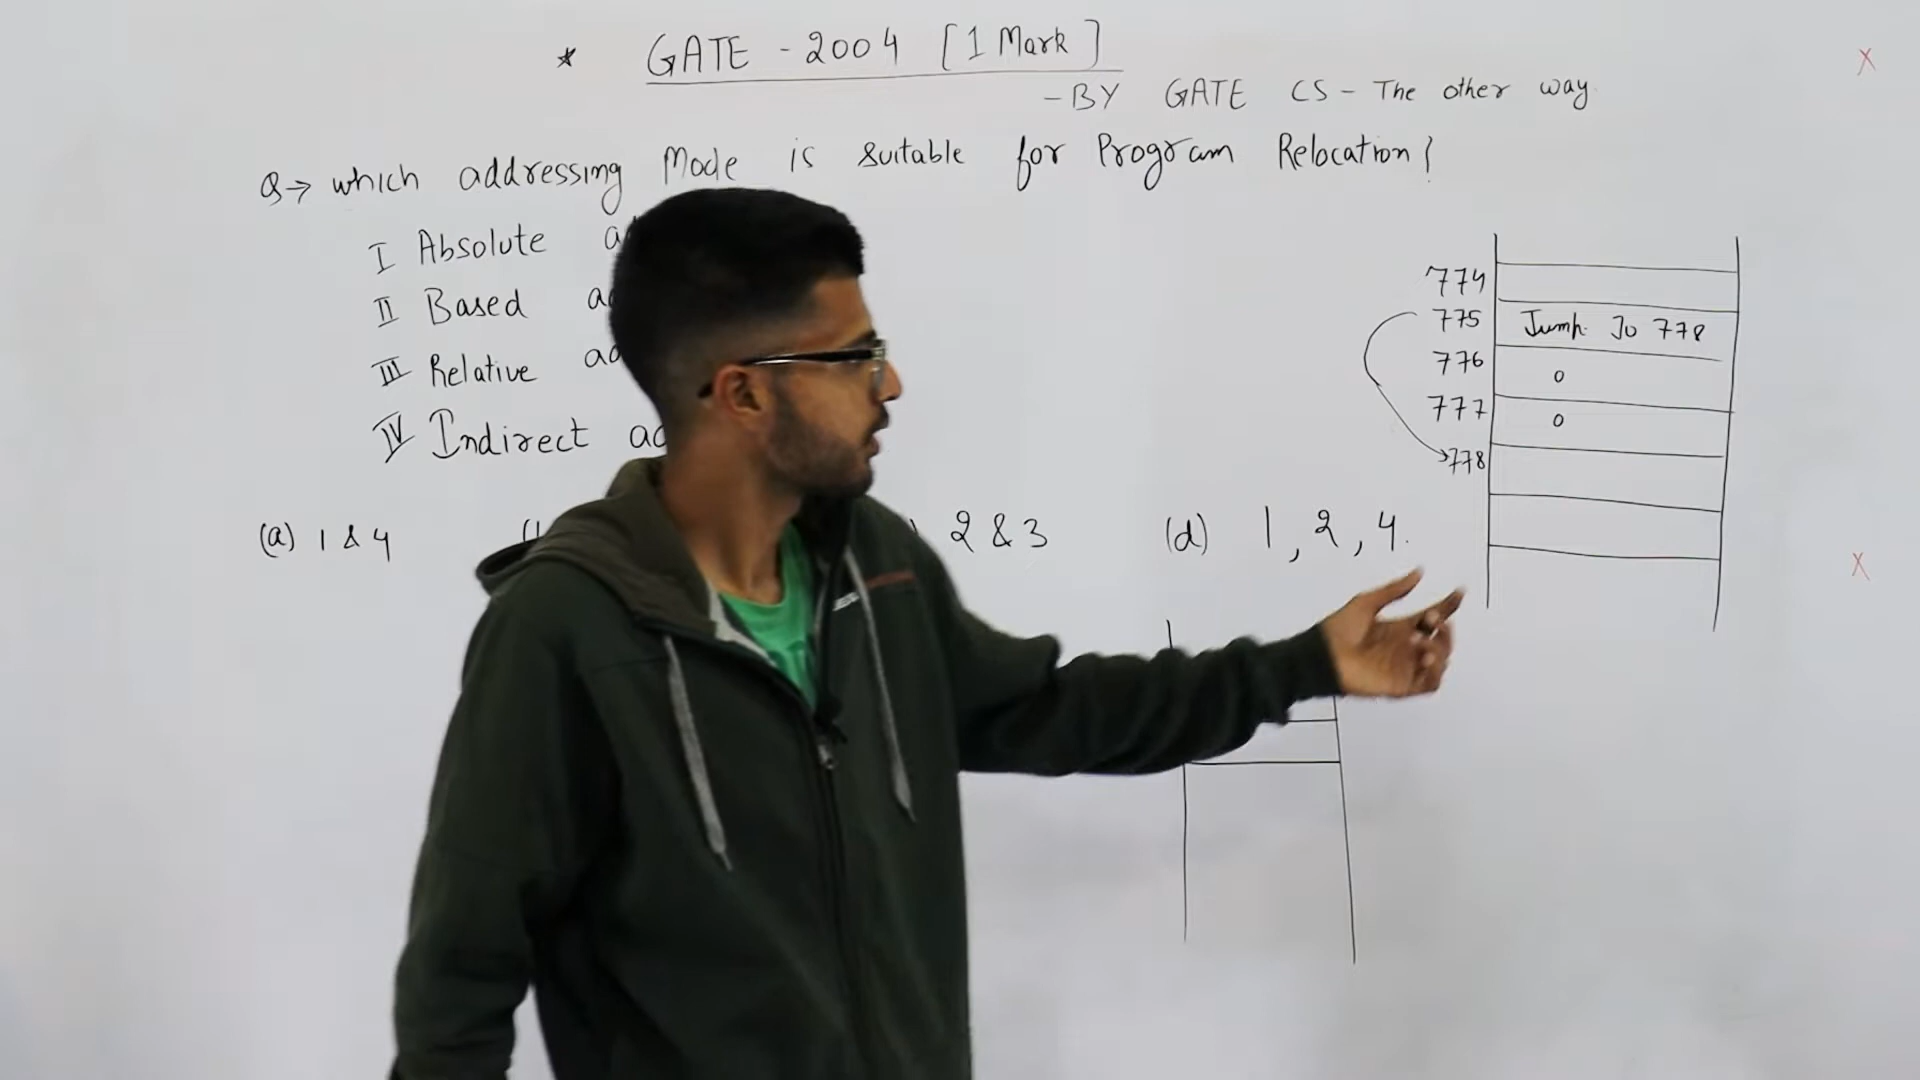 * GATE - 2004 [1 Mark]
- BY GATE CS - The other way
Q→ which addressing Mode is suitable for Program Relocation?
I Absolute
II Based
III Relative
IV Indirect
(a) 1 & 4 2 & 3 (d) 1, 2, 4.
774
775 Jump To 778
776 0
777 0
778
X
X